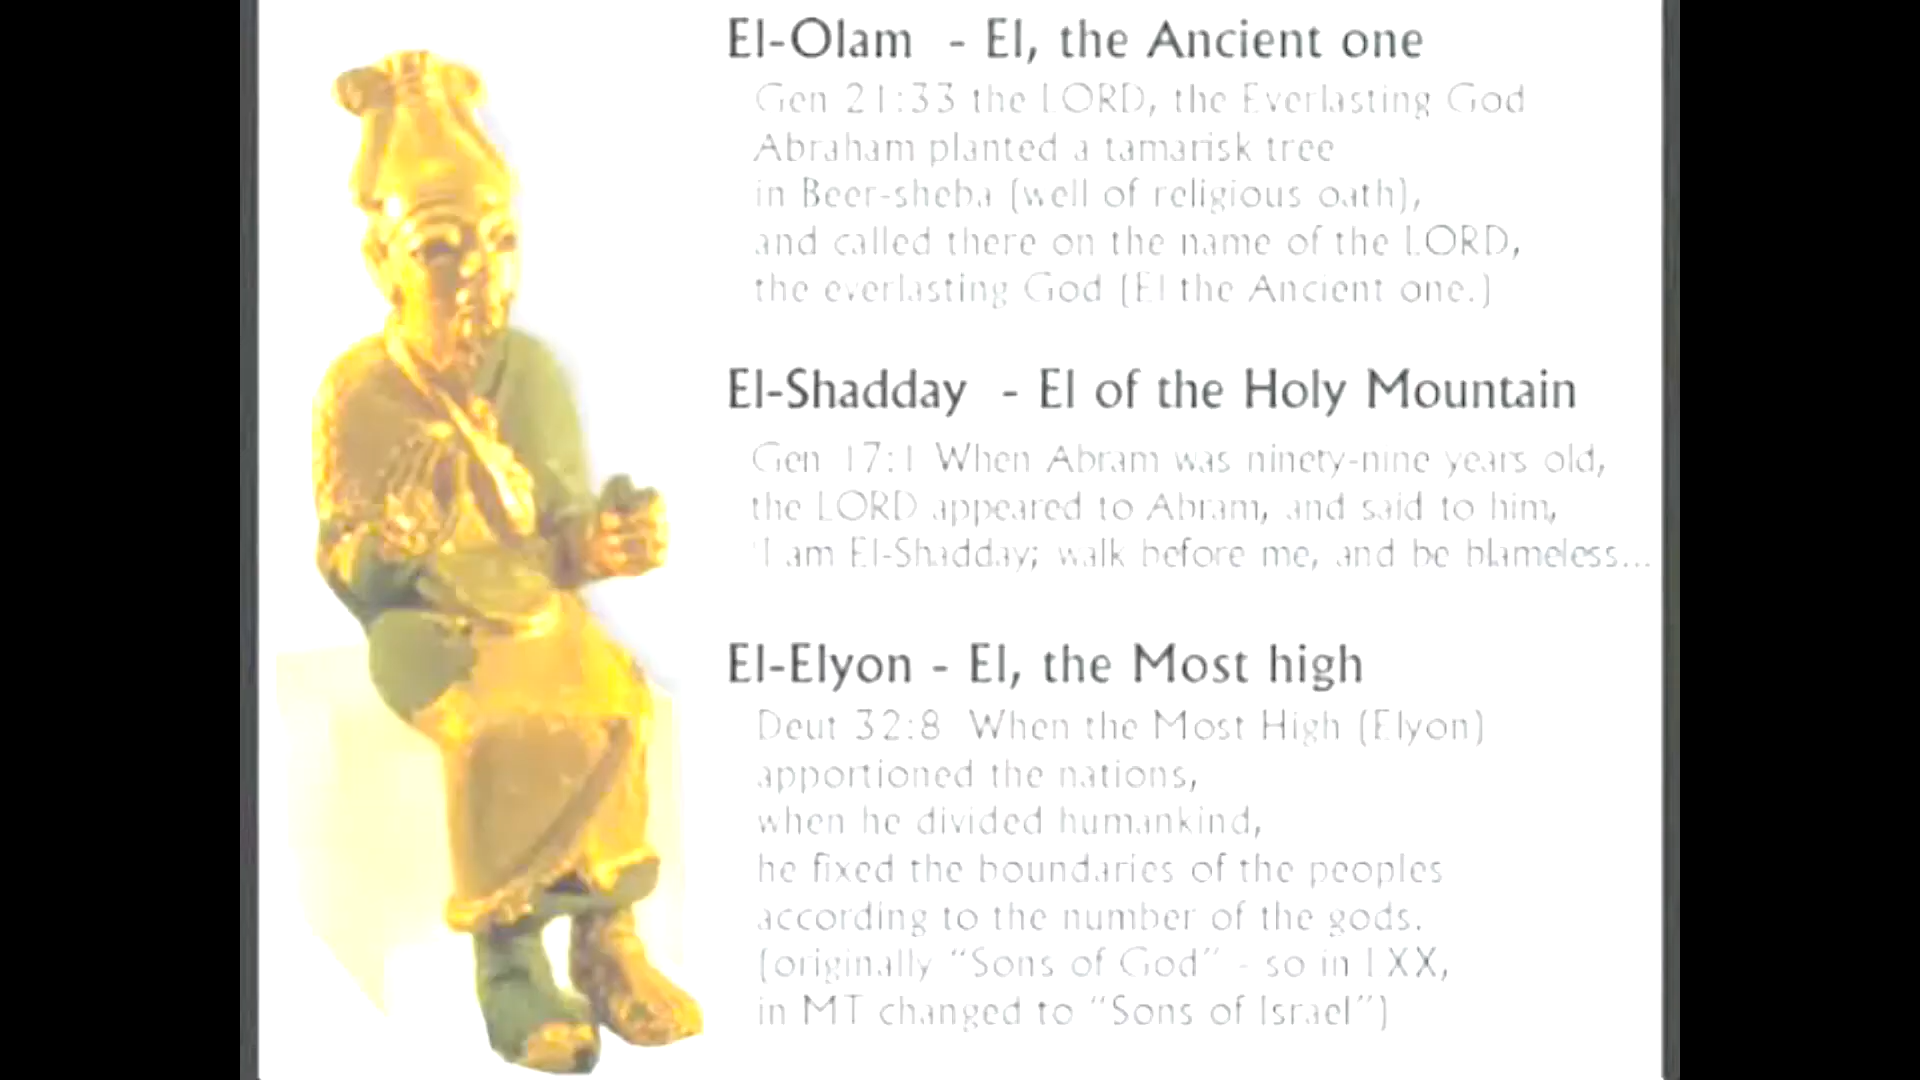 El-Olam - El, the Ancient one
Gen 21:33 the LORD, the Everlasting God
Abraham planted a tamarisk tree
in Beer-sheba (well of religious oath),
and called there on the name of the LORD,
the everlasting God (El the Ancient one.)
El-Shadday - El of the Holy Mountain
Gen 17:1 When Abram was ninety-nine years old,
the LORD appeared to Abram, and said to him,
'I am El-Shadday; walk before me, and be blameless...
El-Elyon - El, the Most high
Deut 32:8 When the Most High (Elyon)
apportioned the nations,
when he divided humankind,
he fixed the boundaries of the peoples
according to the number of the gods.
(originally "Sons of God" - so in LXX,
in MT changed to "Sons of Israel")